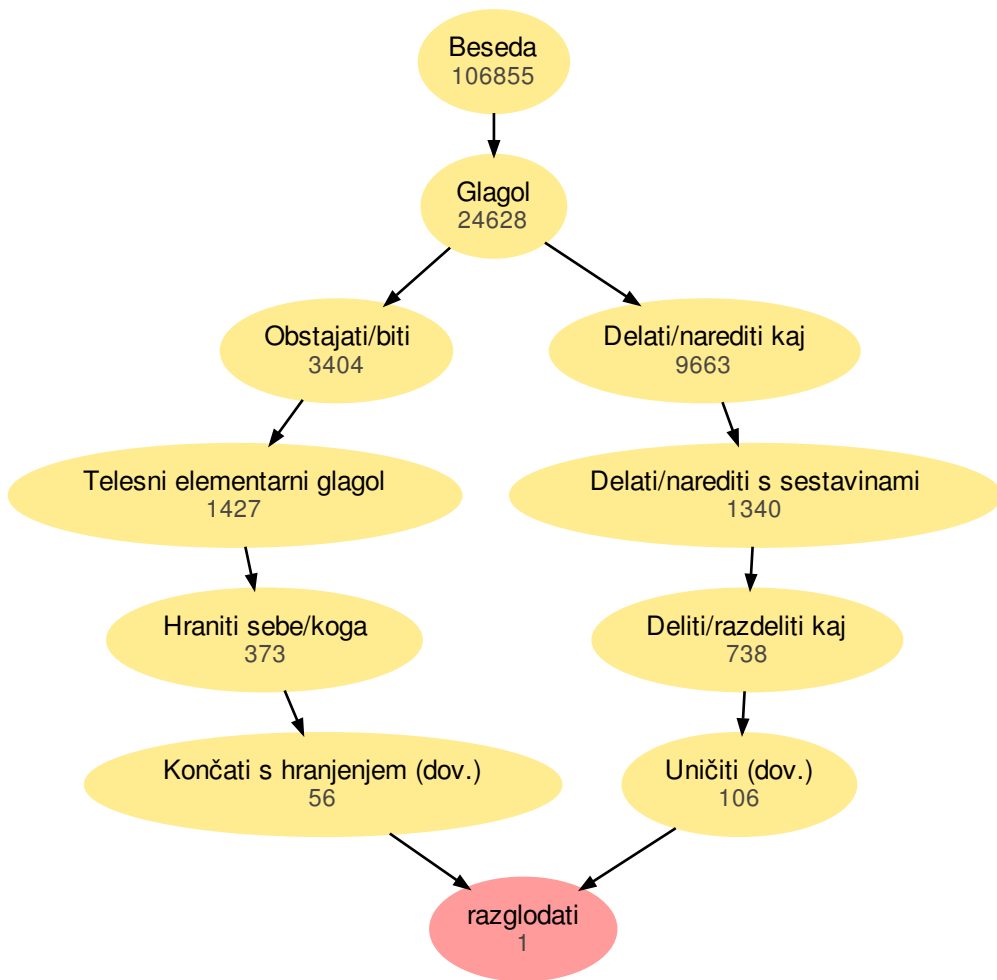 Beseda
106855
Glagol
24628
Obstajati/biti
3404
Delati/narediti kaj
9663
Telesni elementarni glagol
1427
Delati/narediti s sestavinami
1340
Hraniti sebe/koga
373
Deliti/razdeliti kaj
738
Končati s hranjenjem (dov.)
56
Uničiti (dov.)
106
razglodati
1